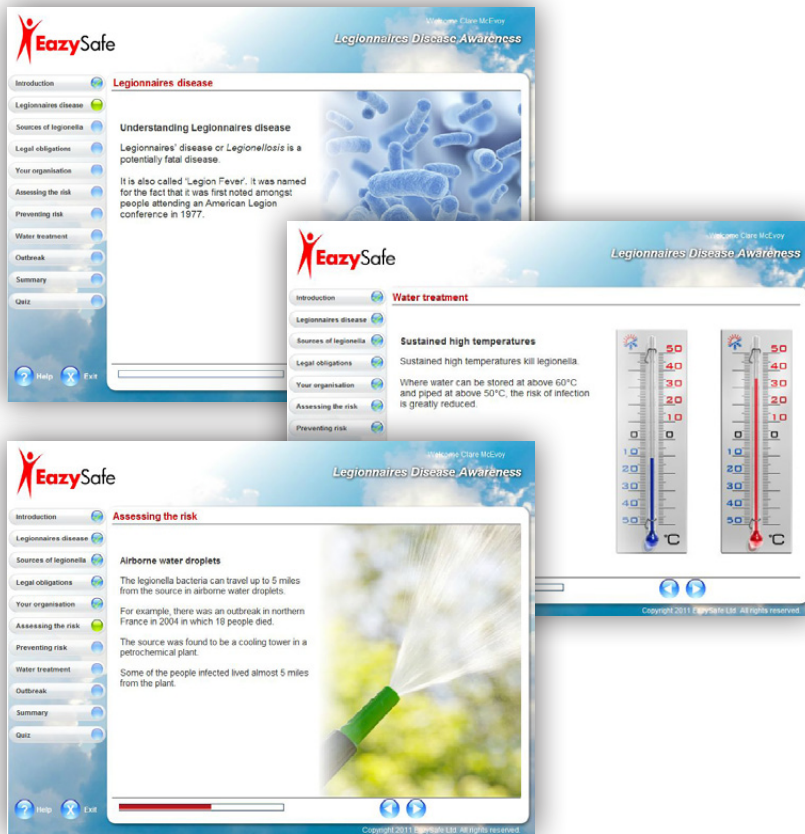 Welcome Clare McEvoy
EazySafe
Legionnaires Disease Awareness
Introduction
Legionnaires disease
Sources of legionella
Legal obligations
Your organisation
Assessing the risk
Preventing risk
Water treatment
Outbreak
Summary
Quiz
? Help
X Exit
Legionnaires disease
Understanding Legionnaires disease
Legionnaires' disease or Legionellosis is a
potentially fatal disease.
It is also called 'Legion Fever'. It was named
for the fact that it was first noted amongst
people attending an American Legion
conference in 1977.
Welcome Clare McEvoy
EazySafe
Legionnaires Disease Awareness
Introduction
Legionnaires disease
Sources of legionella
Legal obligations
Your organisation
Assessing the risk
Preventing risk
Water treatment
Sustained high temperatures
Sustained high temperatures kill legionella.
Where water can be stored at above 60°C
and piped at above 50°C, the risk of infection
is greatly reduced.
50 50
40 40
30 30
20 20
10 10
0 0 0 0
10 10
20 20
30 30
40 40
50 50
°C °C
Copyright 2011 EazySafe Ltd. All rights reserved
Welcome Clare McEvoy
EazySafe
Legionnaires Disease Awareness
Introduction
Legionnaires disease
Sources of legionella
Legal obligations
Your organisation
Assessing the risk
Preventing risk
Water treatment
Outbreak
Summary
Quiz
? Help
X Exit
Assessing the risk
Airborne water droplets
The legionella bacteria can travel up to 5 miles
from the source in airborne water droplets.
For example, there was an outbreak in northern
France in 2004 in which 18 people died.
The source was found to be a cooling tower in a
petrochemical plant.
Some of the people infected lived almost 5 miles
from the plant.
Copyright 2011 EazySafe Ltd. All rights reserved